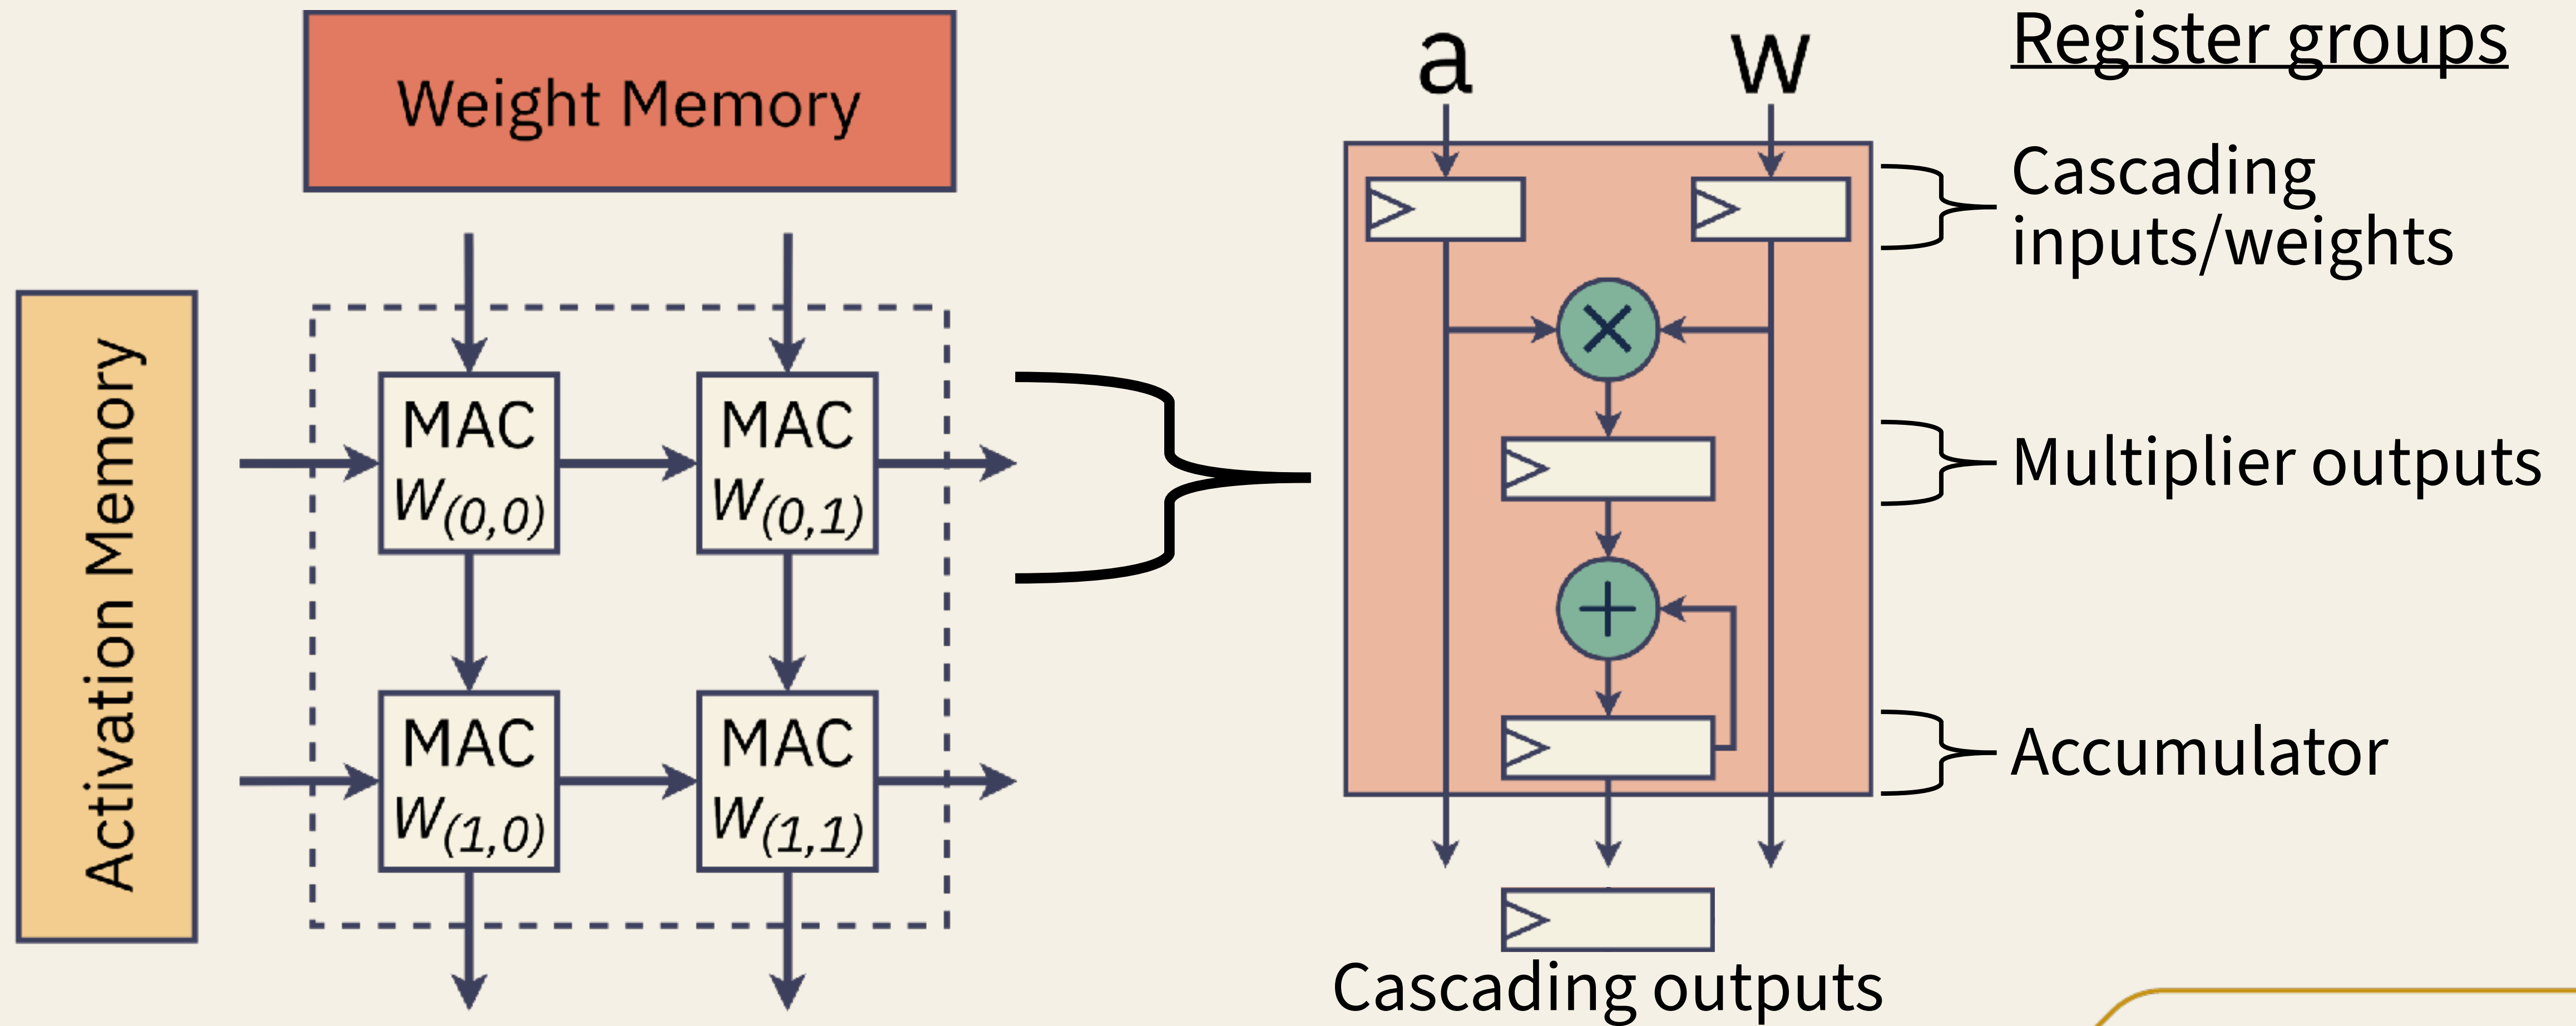 Weight Memory
Activation Memory
MAC
W(0,0)
MAC
W(0,1)
MAC
W(1,0)
MAC
W(1,1)
a
w
×
+
Register groups
Cascading
inputs/weights
Multiplier outputs
Accumulator
Cascading outputs